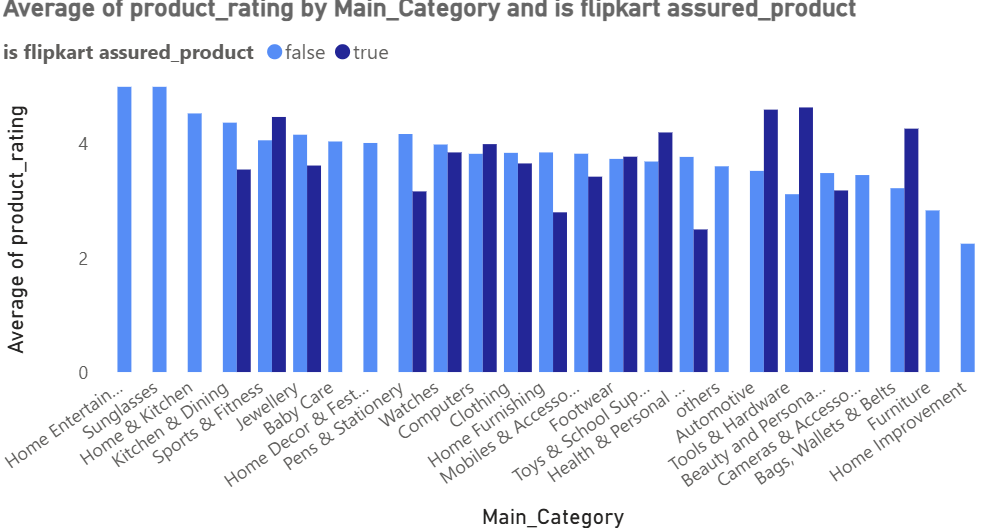 Average of product_rating by Main_Category and is flipkart assured_product
is flipkart assured_product false true
Average of product_rating
4
2
0
Home Entertain...
Sunglasses
Home & Kitchen
Kitchen & Dining
Sports & Fitness
Jewellery
Baby Care
Home Decor & Fest...
Pens & Stationery
Watches
Computers
Clothing
Home Furnishing
Mobiles & Accesso...
Footwear
Toys & School Sup...
Health & Personal ...
others
Automotive
Tools & Hardware
Beauty and Persona...
Cameras & Accesso...
Bags, Wallets & Belts
Furniture
Home Improvement
Main_Category